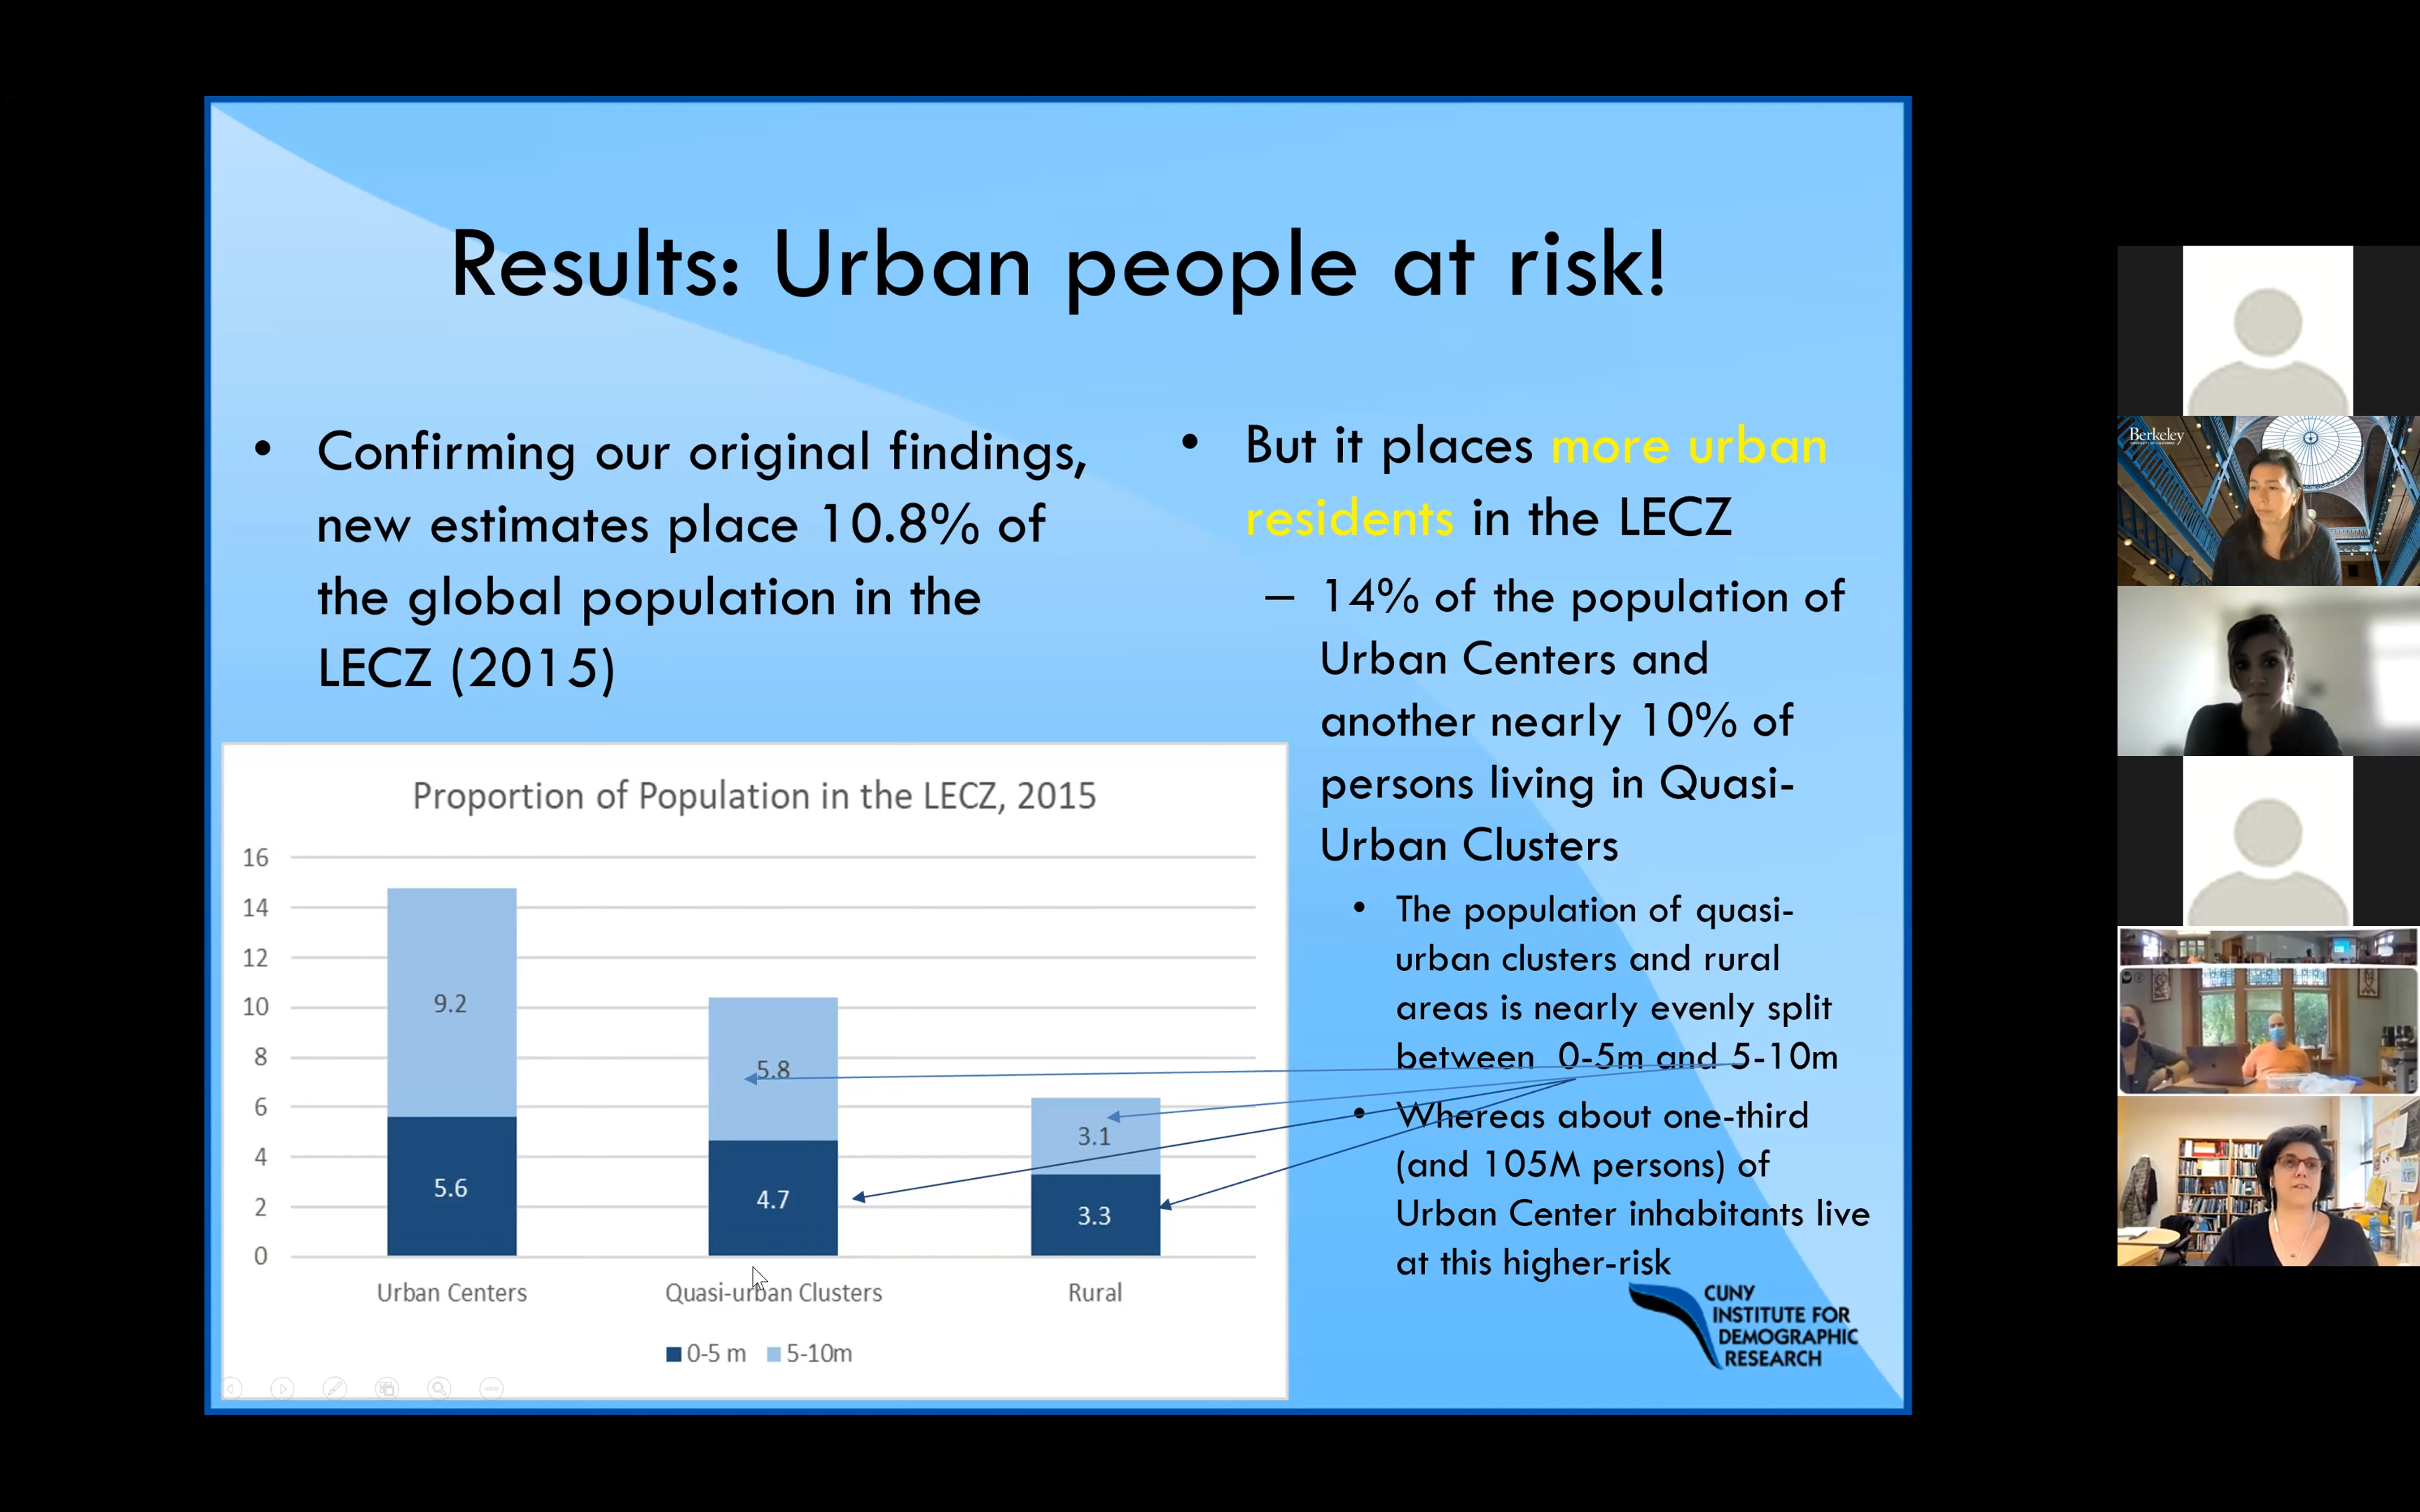 Results: Urban people at risk!
• Confirming our original findings,
new estimates place 10.8% of
the global population in the
LECZ (2015)
Proportion of Population in the LECZ, 2015
16
14
12
10
8
6
4
2
0
9.2
5.6
5.8
4.7
3.1
3.3
Urban Centers
Quasi-urban Clusters
Rural
0-5 m
5-10m
• But it places more urban
residents in the LECZ
– 14% of the population of
Urban Centers and
another nearly 10% of
persons living in Quasi-
Urban Clusters
• The population of quasi-
urban clusters and rural
areas is nearly evenly split
between 0-5m and 5-10m
• Whereas about one-third
(and 105M persons) of
Urban Center inhabitants live
at this higher-risk
CUNY
INSTITUTE FOR
DEMOGRAPHIC
RESEARCH
Berkeley